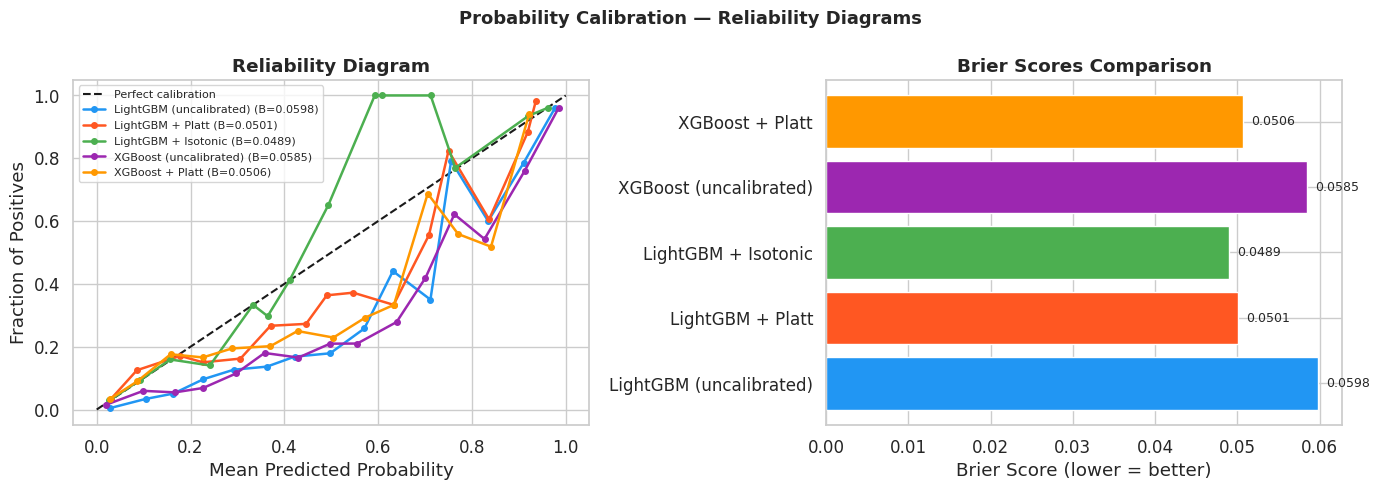 Probability Calibration — Reliability Diagrams
Reliability Diagram
Fraction of Positives
1.0
0.8
0.6
0.4
0.2
0.0
Perfect calibration
LightGBM (uncalibrated) (B=0.0598)
LightGBM + Platt (B=0.0501)
LightGBM + Isotonic (B=0.0489)
XGBoost (uncalibrated) (B=0.0585)
XGBoost + Platt (B=0.0506)
0.0 0.2 0.4 0.6 0.8 1.0
Mean Predicted Probability
Brier Scores Comparison
XGBoost + Platt 0.0506
XGBoost (uncalibrated) 0.0585
LightGBM + Isotonic 0.0489
LightGBM + Platt 0.0501
LightGBM (uncalibrated) 0.0598
0.00 0.01 0.02 0.03 0.04 0.05 0.06
Brier Score (lower = better)